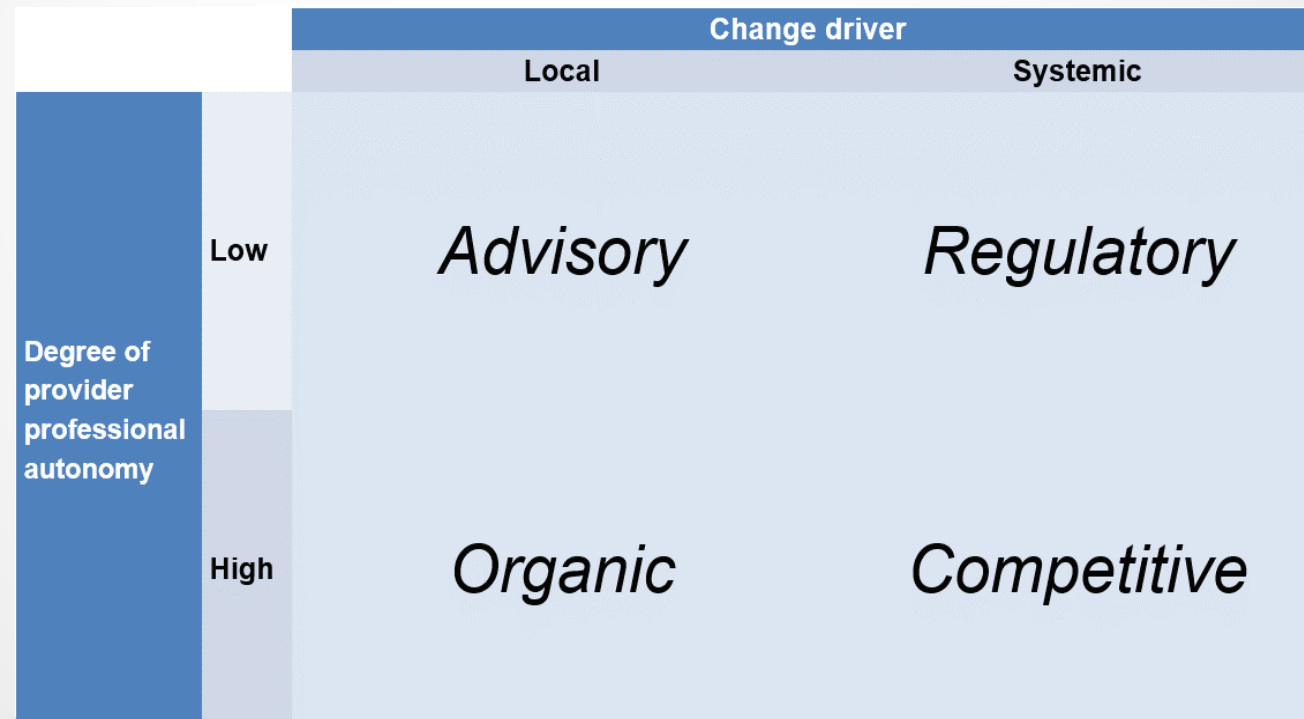 Change driver
Local Systemic
Low Advisory Regulatory
Degree of
provider
professional
autonomy
High Organic Competitive